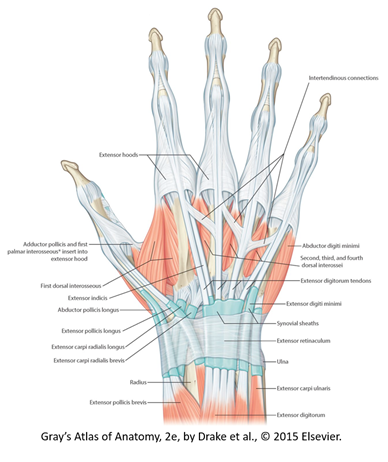 Intertendinous connections
Extensor hoods
Adductor pollicis and first
palmar interosseous* insert into
extensor hood
Abductor digiti minimi
Second, third, and fourth
dorsal interossei
First dorsal interosseous
Extensor digitorum tendons
Extensor indicis
Extensor digiti minimi
Abductor pollicis longus
Synovial sheaths
Extensor pollicis longus
Extensor retinaculum
Extensor carpi radialis longus
Extensor carpi radialis brevis
Ulna
Radius
Extensor carpi ulnaris
Extensor pollicis brevis
Extensor digitorum
Gray's Atlas of Anatomy, 2e, by Drake et al., © 2015 Elsevier.